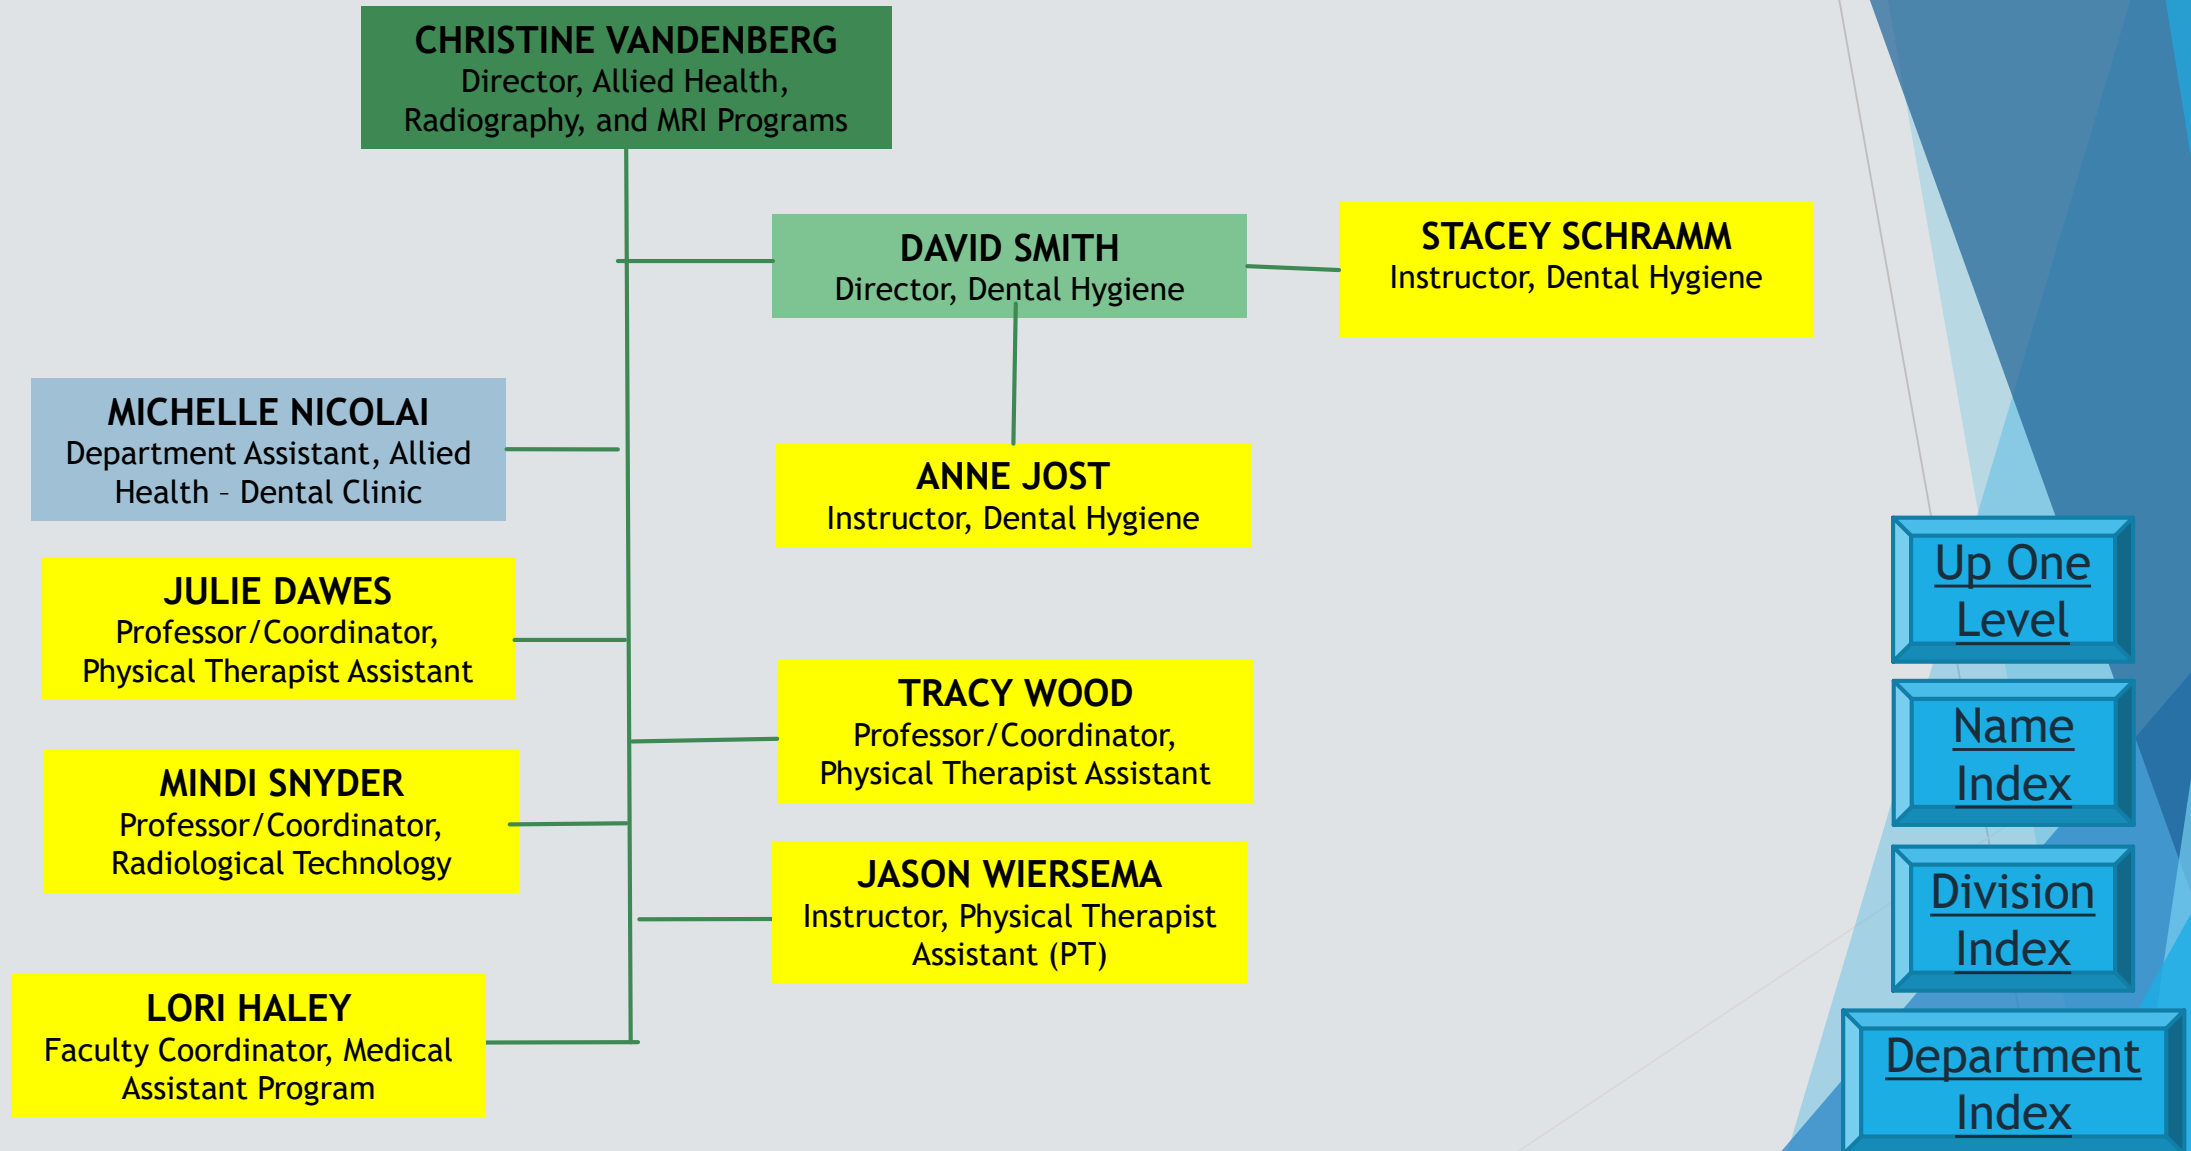 CHRISTINE VANDENBERG
Director, Allied Health,
Radiography, and MRI Programs
DAVID SMITH
Director, Dental Hygiene
STACEY SCHRAMM
Instructor, Dental Hygiene
MICHELLE NICOLAI
Department Assistant, Allied
Health – Dental Clinic
ANNE JOST
Instructor, Dental Hygiene
JULIE DAWES
Professor/Coordinator,
Physical Therapist Assistant
TRACY WOOD
Professor/Coordinator,
Physical Therapist Assistant
MINDI SNYDER
Professor/Coordinator,
Radiological Technology
JASON WIERSEMA
Instructor, Physical Therapist
Assistant (PT)
LORI HALEY
Faculty Coordinator, Medical
Assistant Program
Up One
Level
Name
Index
Division
Index
Department
Index